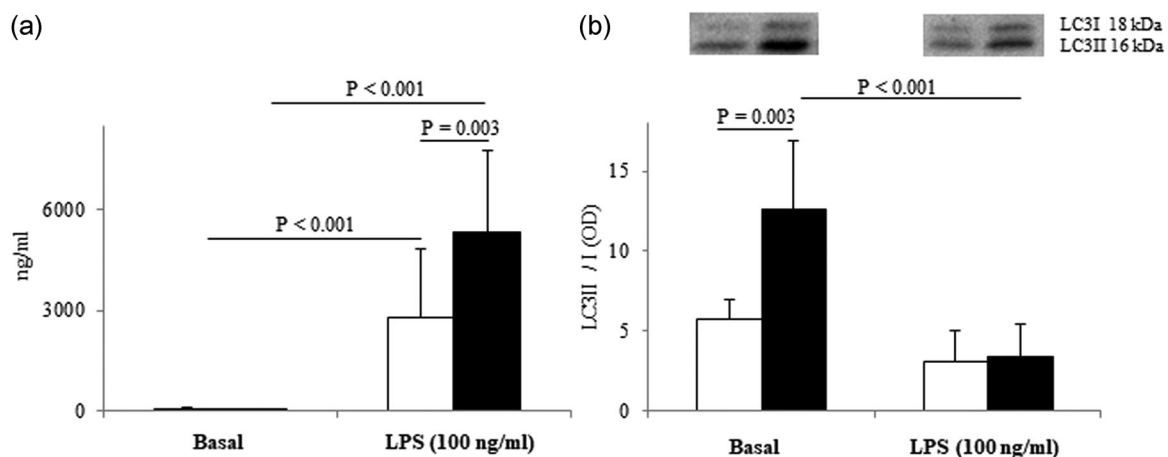 (a)
P < 0.001
P = 0.003
P < 0.001
6000
3000
0
ng/ml
Basal
LPS (100 ng/ml)
(b)
LC3I 18 kDa
LC3II 16 kDa
P < 0.001
P = 0.003
15
10
5
0
LC3II / I (OD)
Basal
LPS (100 ng/ml)